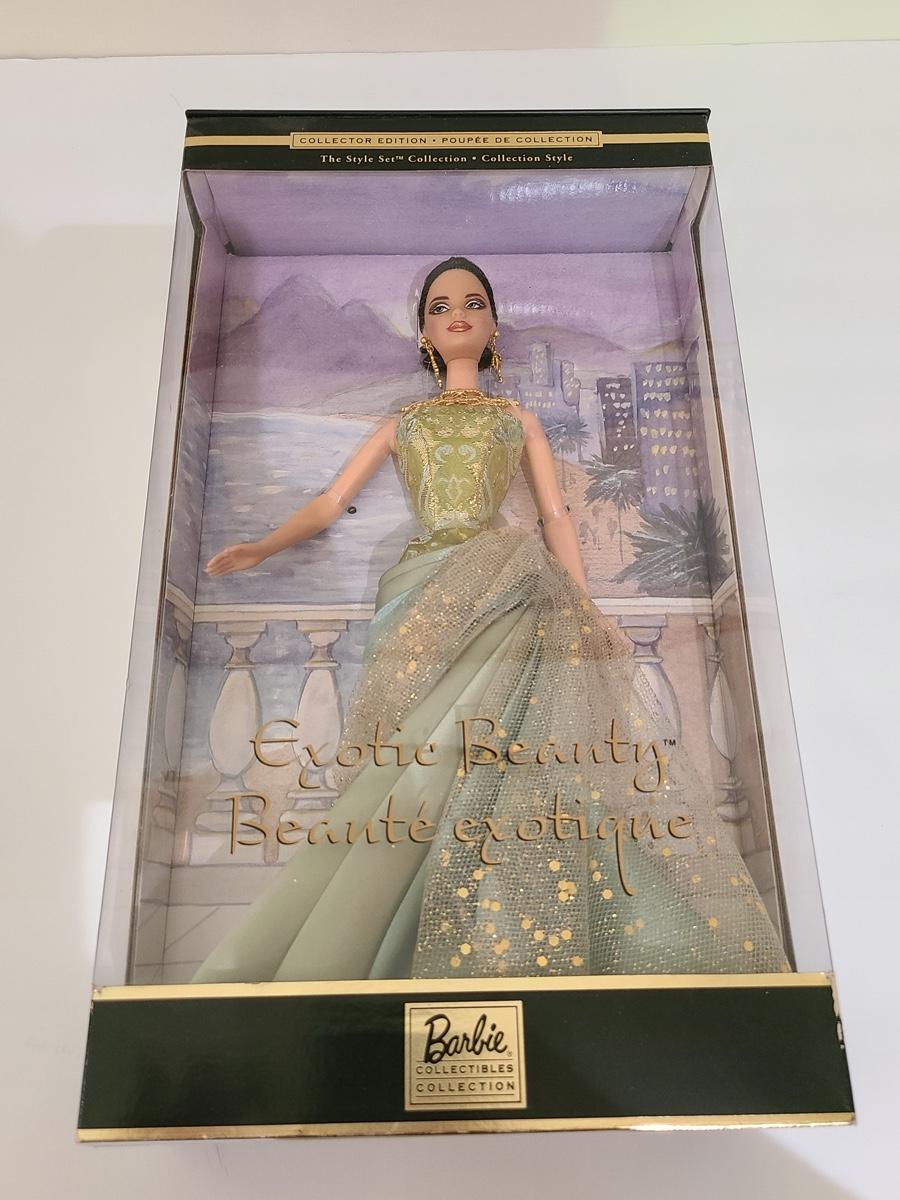 COLLECTOR EDITION • POUPÉE DE COLLECTION
The Style Set™ Collection • Collection Style
Exotic Beauty™
Beauté exotique
Barbie®
COLLECTIBLES
COLLECTION